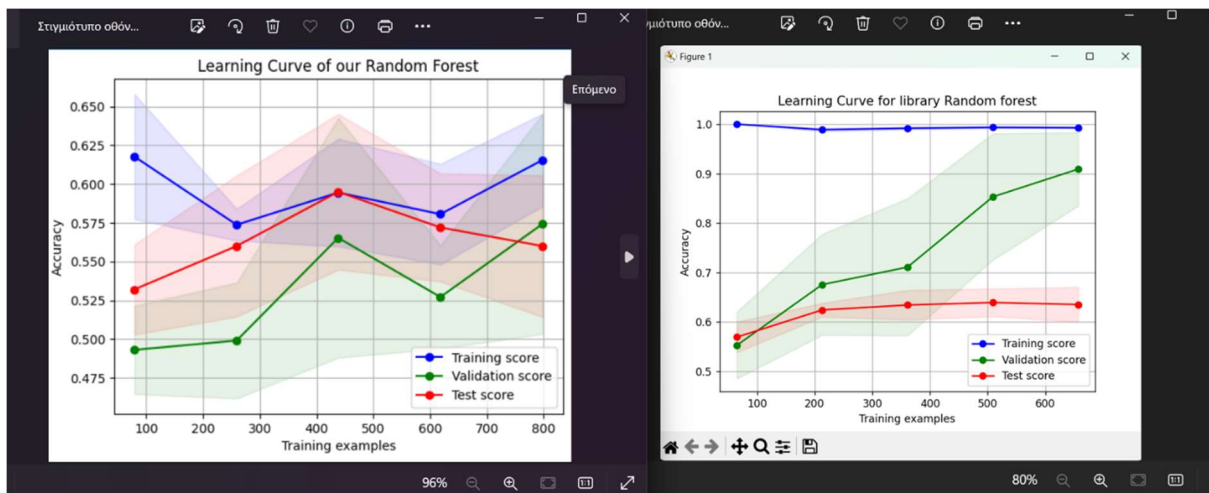 Στιγμιότυπο οθόν...
Learning Curve of our Random Forest
Επόμενο
0.650
0.625
0.600
0.575
0.550
0.525
0.500
0.475
Accuracy
Training score
Validation score
Test score
100 200 300 400 500 600 700 800
Training examples
96%
γμιότυπο οθόν...
Figure 1
Learning Curve for library Random forest
1.0
0.9
0.8
0.7
0.6
0.5
Accuracy
Training score
Validation score
Test score
100 200 300 400 500 600
Training examples
80%